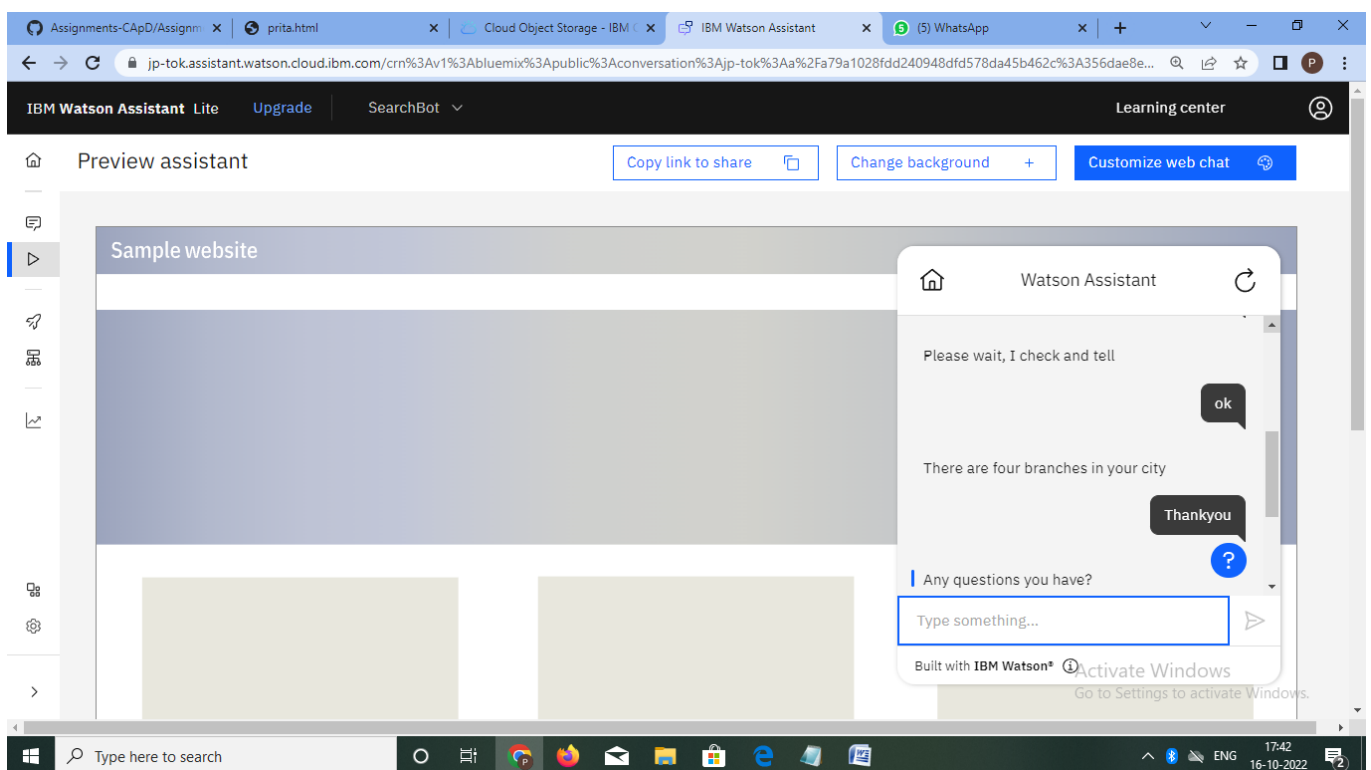 Assignments-CApD/Assignm
prita.html
Cloud Object Storage - IBM C
IBM Watson Assistant
(5) WhatsApp
jp-tok.assistant.watson.cloud.ibm.com/crn%3Av1%3Abluemix%3Apublic%3Aconversation%3Ajp-tok%3Aa%2Fa79a1028fdd240948dfd578da45b462c%3A356dae8e...
P
IBM Watson Assistant Lite Upgrade SearchBot Learning center
Preview assistant
Copy link to share
Change background +
Customize web chat
Sample website
Watson Assistant
Please wait, I check and tell
ok
There are four branches in your city
Thankyou
?
Any questions you have?
Type something...
Built with IBM Watson®
Activate Windows
Go to Settings to activate Windows.
Type here to search
P
ENG
17:42
16-10-2022
2